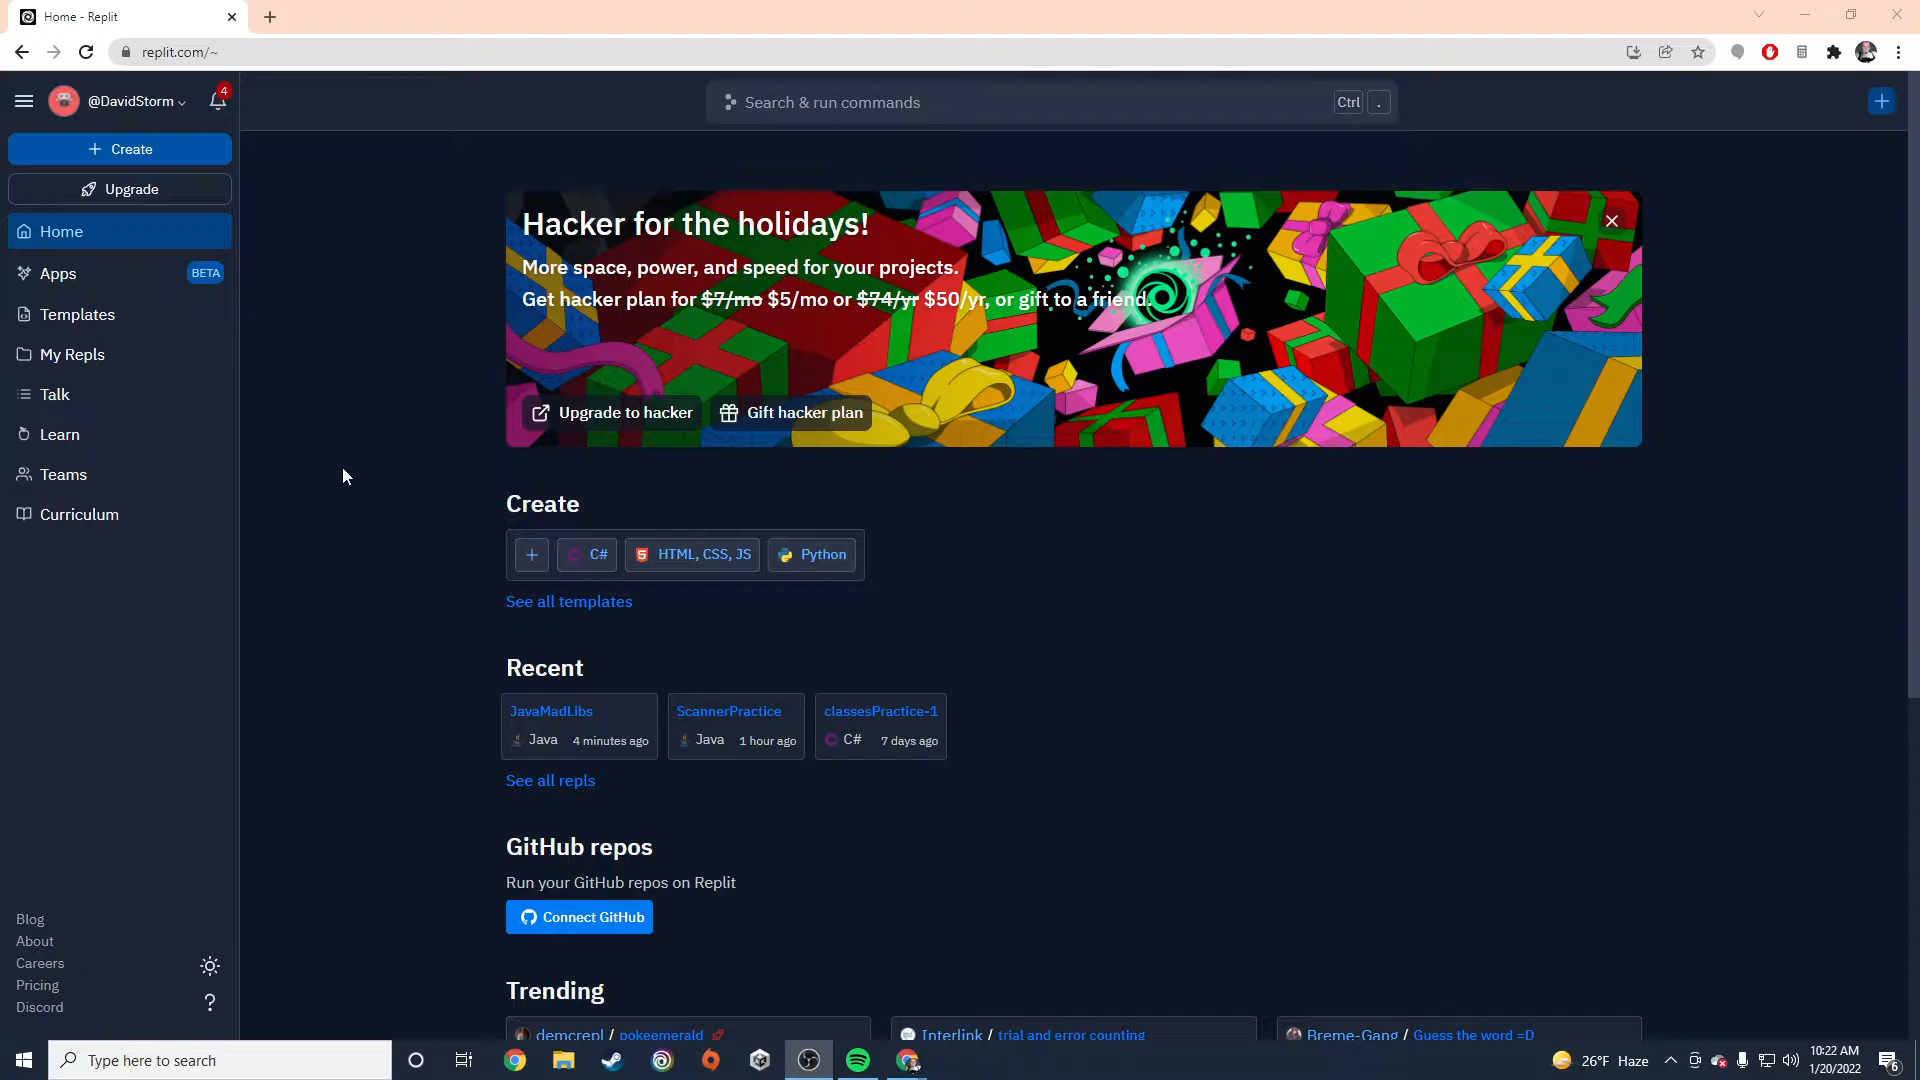 Home - Replit
replit.com/~
@DavidStorm
4
Search & run commands
Ctrl .
Create
Upgrade
Home
Apps BETA
Templates
My Repls
Talk
Learn
Teams
Curriculum
Blog
About
Careers
Pricing
Discord
?
Hacker for the holidays!
More space, power, and speed for your projects.
Get hacker plan for $7/mo $5/mo or $74/yr $50/yr, or gift to a friend.
Upgrade to hacker Gift hacker plan
Create
C# HTML, CSS, JS Python
See all templates
Recent
JavaMadLibs
Java 4 minutes ago
ScannerPractice
Java 1 hour ago
classesPractice-1
C# 7 days ago
See all repls
GitHub repos
Run your GitHub repos on Replit
Connect GitHub
Trending
demcrepl / pokeemerald
Interlink / trial and error counting
Breme-Gang / Guess the word =D
Type here to search
26°F Haze
10:22 AM
1/20/2022
6